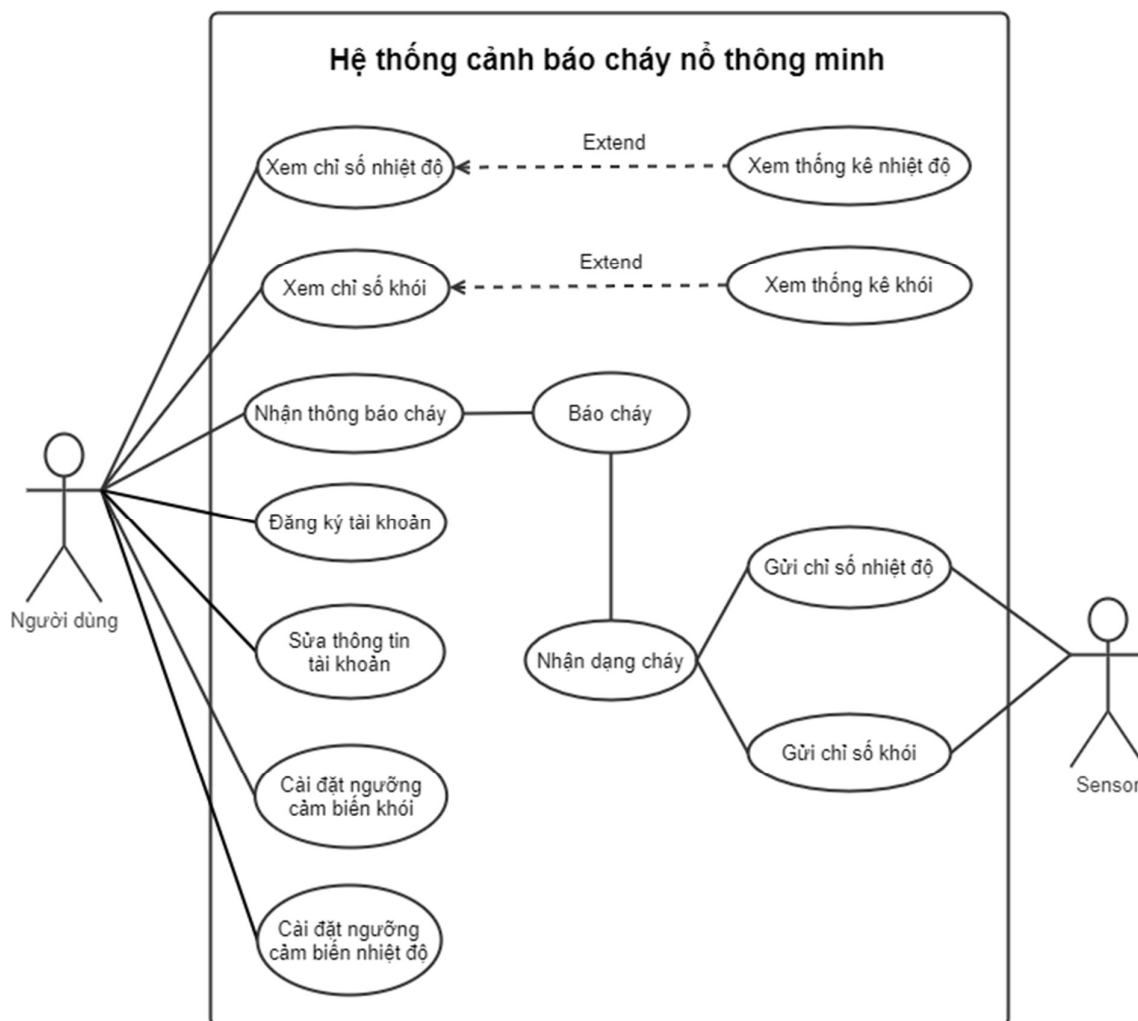 Hệ thống cảnh báo cháy nổ thông minh
Xem chỉ số nhiệt độ
Extend
Xem thống kê nhiệt độ
Xem chỉ số khói
Extend
Xem thống kê khói
Nhận thông báo cháy
Báo cháy
Đăng ký tài khoản
Gửi chỉ số nhiệt độ
Người dùng
Sửa thông tin
tài khoản
Nhận dạng cháy
Gửi chỉ số khói
Sensor
Cài đặt ngưỡng
cảm biến khói
Cài đặt ngưỡng
cảm biến nhiệt độ